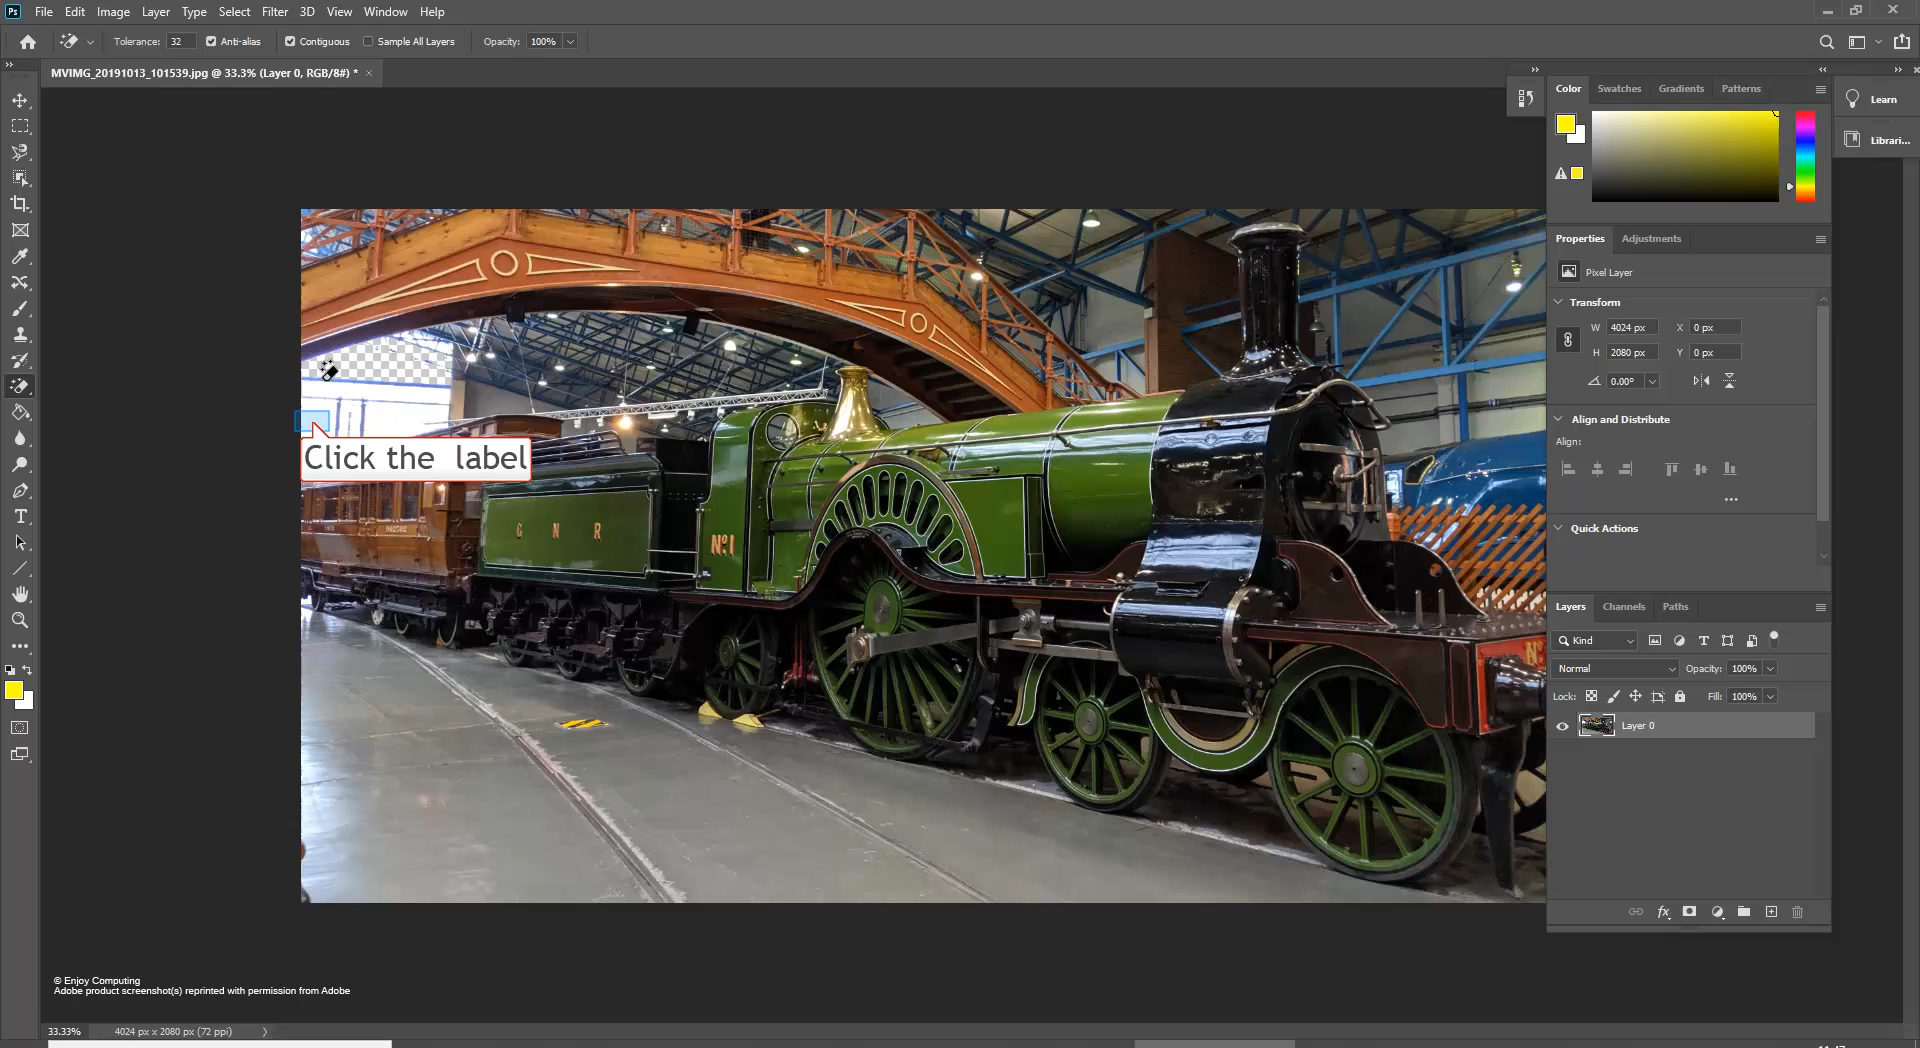 Ps File Edit Image Layer Type Select Filter 3D View Window Help
Tolerance: 32 Anti-alias Contiguous Sample All Layers Opacity: 100%
MVIMG_20191013_101539.jpg @ 33.3% (Layer 0, RGB/8#) *
Color Swatches Gradients Patterns
Learn
Librari...
Properties Adjustments
Pixel Layer
Transform
W 4024 px X 0 px
H 2080 px Y 0 px
0.00°
Align and Distribute
Align:
Quick Actions
Click the label
G N R
Nº1
Layers Channels Paths
Kind
Normal Opacity: 100%
Lock: Fill: 100%
Layer 0
fx
© Enjoy Computing
Adobe product screenshot(s) reprinted with permission from Adobe
33.33% 4024 px x 2080 px (72 ppi)